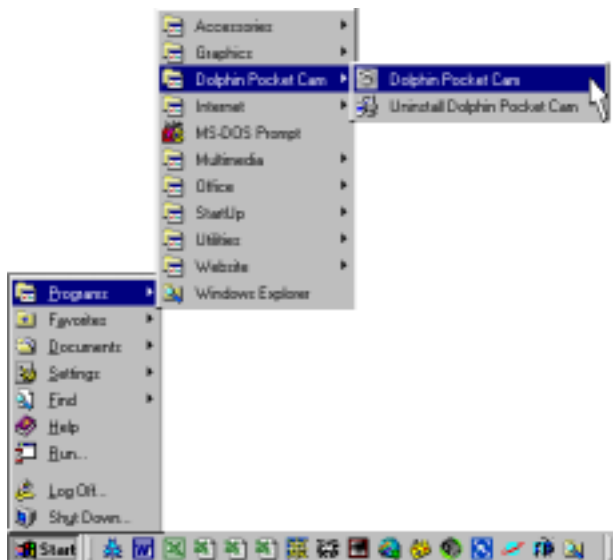 Accessories
Graphics
Dolphin Pocket Cam
Dolphin Pocket Cam
Internet
Uninstall Dolphin Pocket Cam
MS-DOS Prompt
Multimedia
Office
StartUp
Utilities
Website
Windows Explorer
Programs
Favorites
Documents
Settings
Find
Help
Run...
Log Off...
Shut Down...
Start